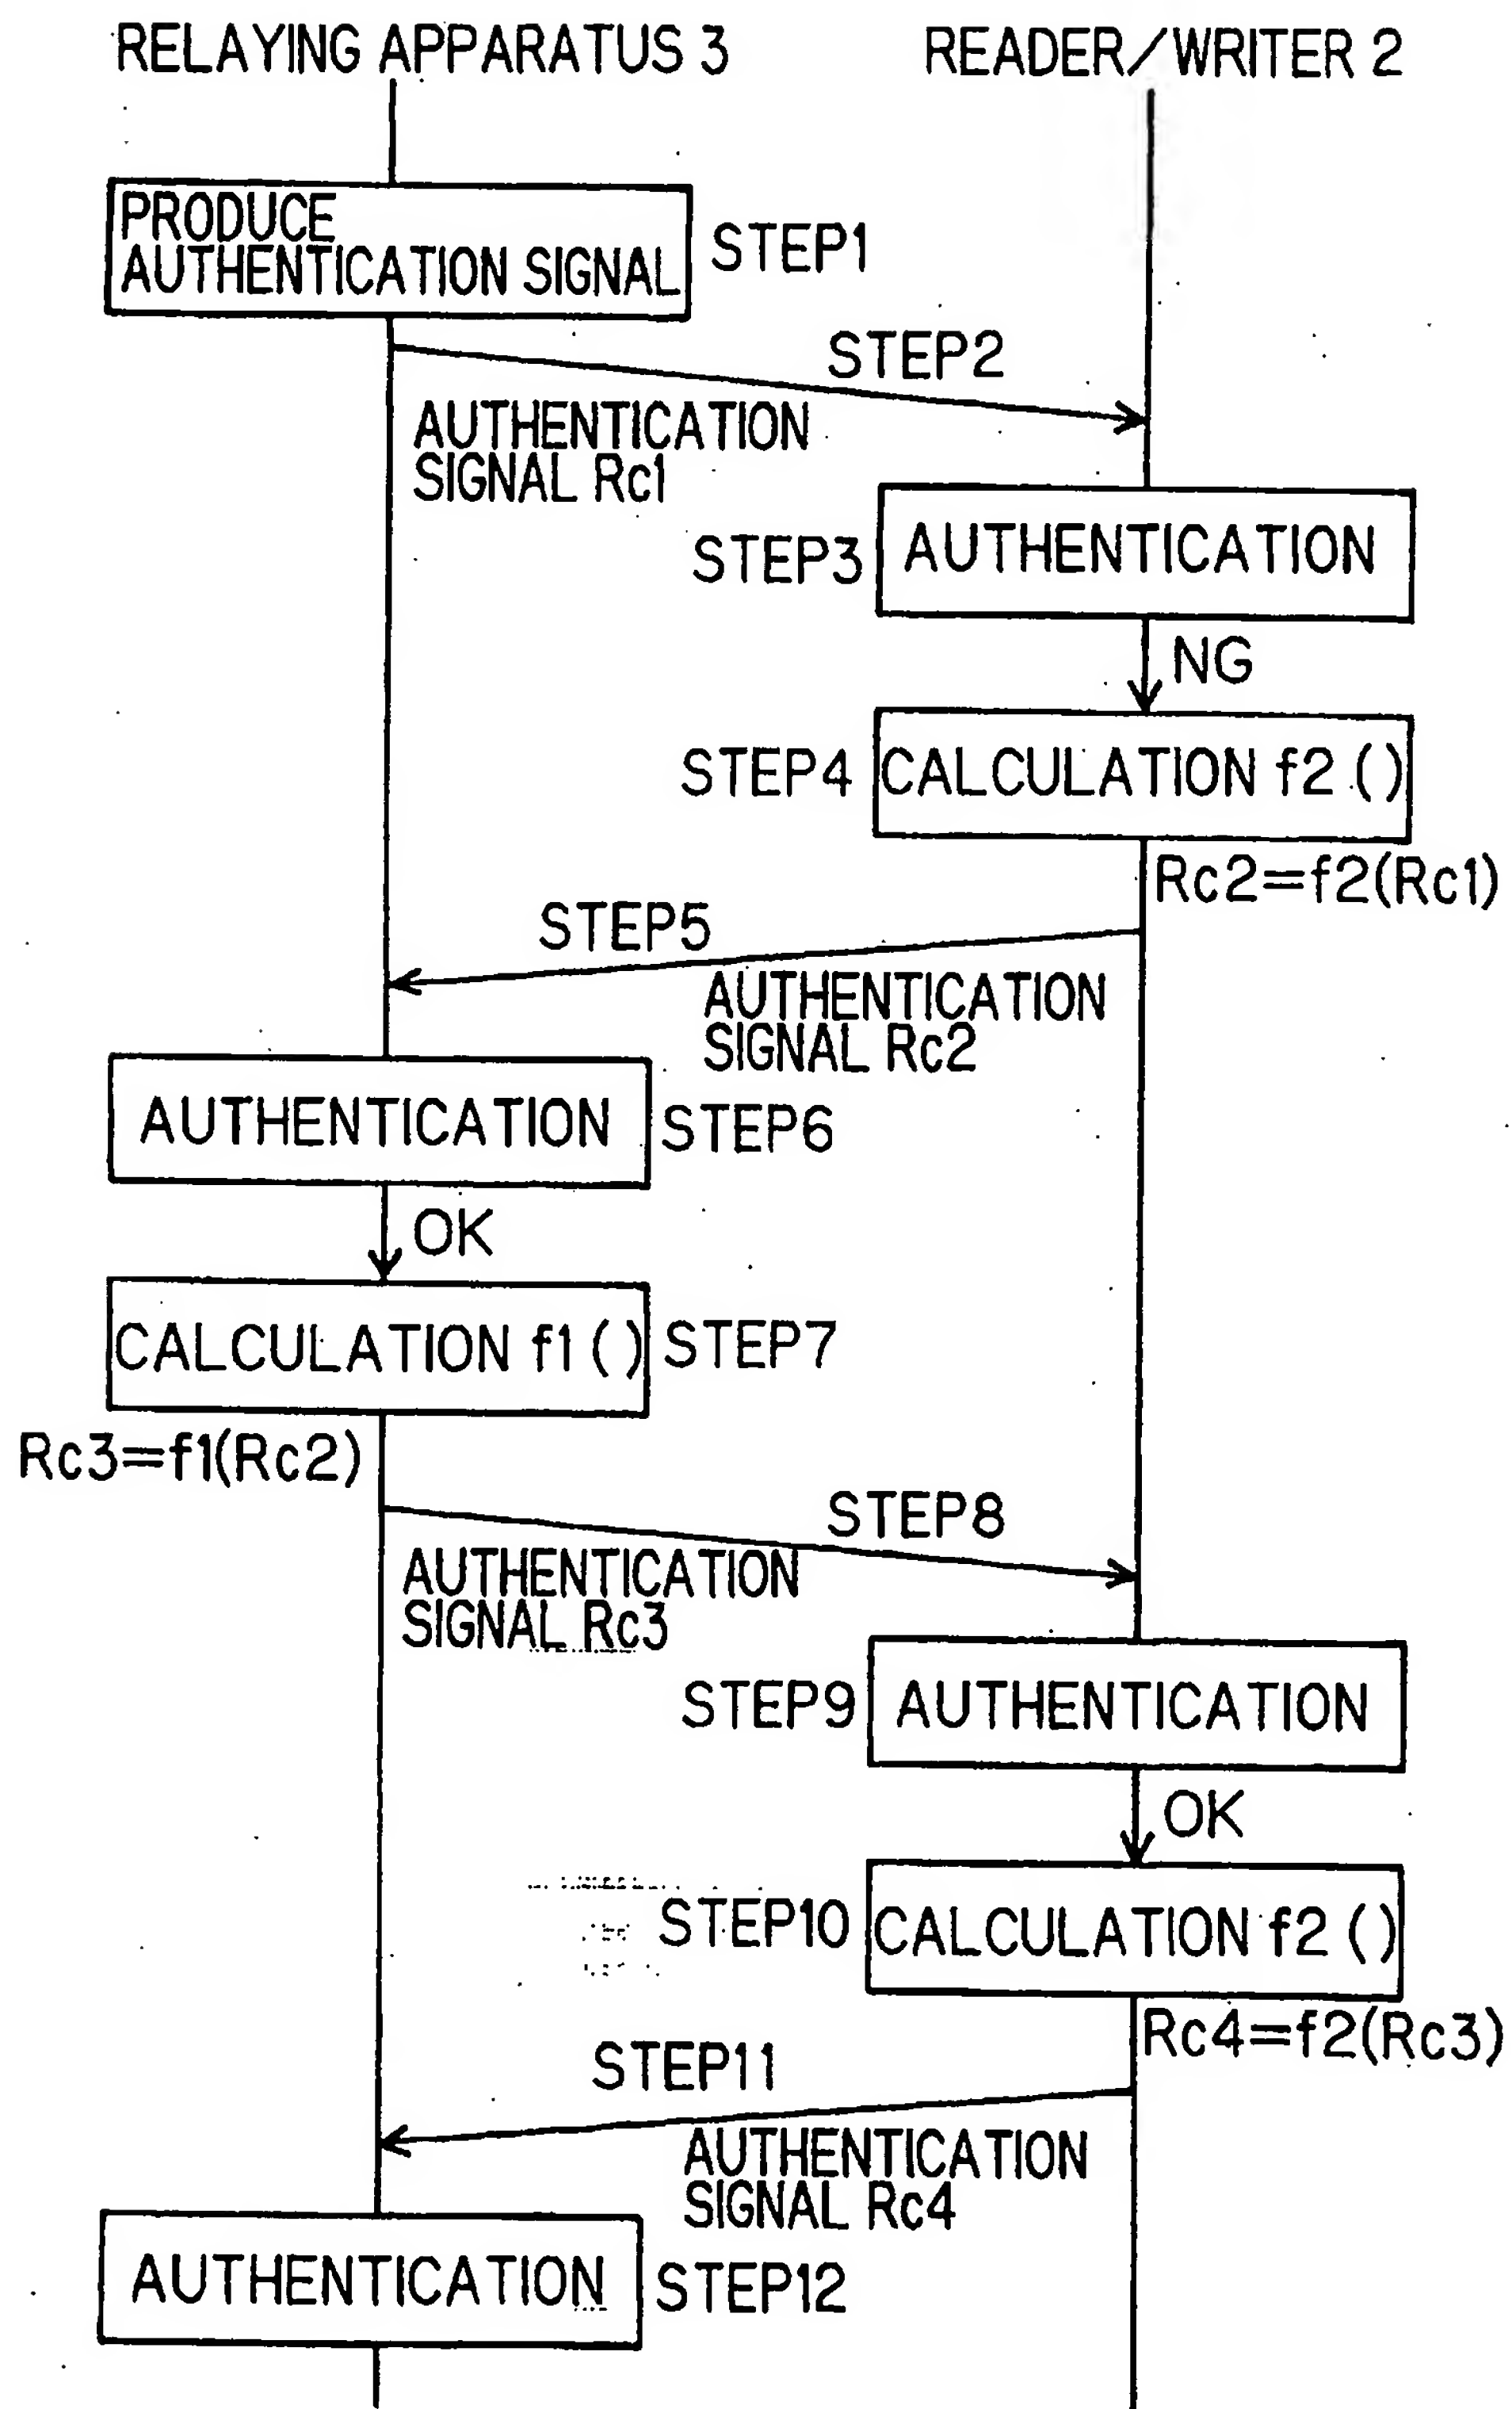 RELAYING APPARATUS 3
READER/WRITER 2
PRODUCE
AUTHENTICATION SIGNAL
STEP1
STEP2
AUTHENTICATION
SIGNAL Rc1
STEP3
AUTHENTICATION
NG
STEP4
CALCULATION f2 ( )
Rc2=f2(Rc1)
STEP5
AUTHENTICATION
SIGNAL Rc2
AUTHENTICATION
STEP6
OK
CALCULATION f1 ( )
STEP7
Rc3=f1(Rc2)
STEP8
AUTHENTICATION
SIGNAL Rc3
STEP9
AUTHENTICATION
OK
STEP10
CALCULATION f2 ( )
Rc4=f2(Rc3)
STEP11
AUTHENTICATION
SIGNAL Rc4
AUTHENTICATION
STEP12